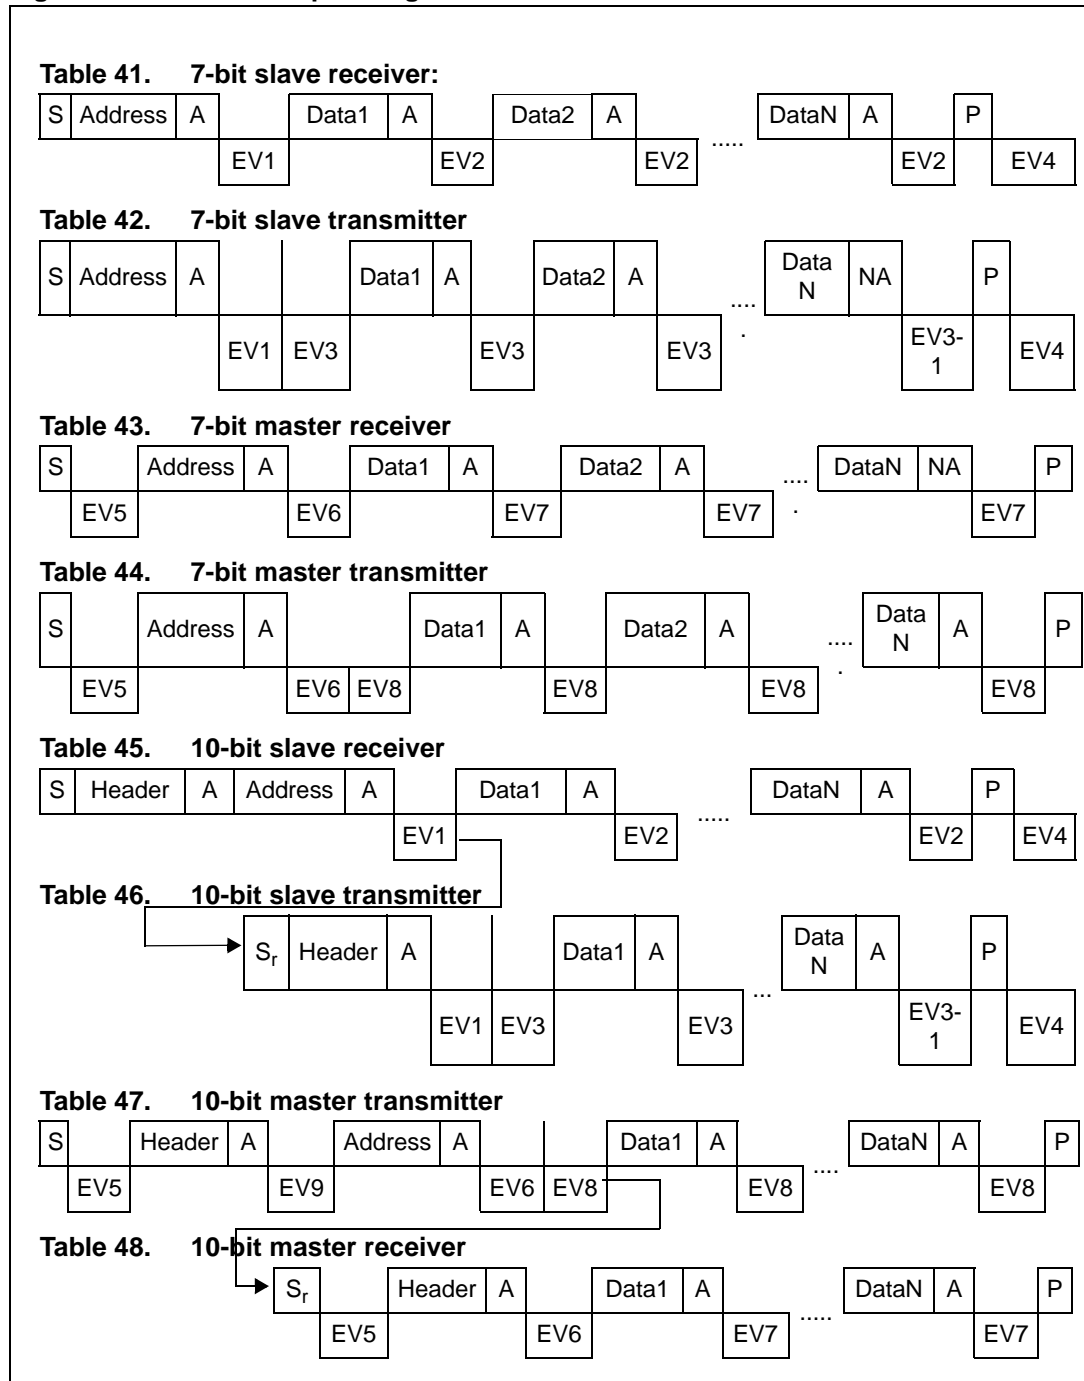 Table 41. 7-bit slave receiver:
S Address A Data1 A Data2 A ..... DataN A P
EV1 EV2 EV2 EV2 EV4
Table 42. 7-bit slave transmitter
S Address A Data1 A Data2 A ..... Data N NA P
EV1 EV3 EV3 EV3 EV3-1 EV4
Table 43. 7-bit master receiver
S Address A Data1 A Data2 A ..... DataN NA P
EV5 EV6 EV7 EV7 EV7
Table 44. 7-bit master transmitter
S Address A Data1 A Data2 A ..... Data N A P
EV5 EV6 EV8 EV8 EV8 EV8
Table 45. 10-bit slave receiver
S Header A Address A Data1 A ..... DataN A P
EV1 EV2 EV2 EV4
Table 46. 10-bit slave transmitter
Sr Header A Data1 A ... Data N A P
EV1 EV3 EV3 EV3-1 EV4
Table 47. 10-bit master transmitter
S Header A Address A Data1 A .... DataN A P
EV5 EV9 EV6 EV8 EV8 EV8
Table 48. 10-bit master receiver
Sr Header A Data1 A ..... DataN A P
EV5 EV6 EV7 EV7